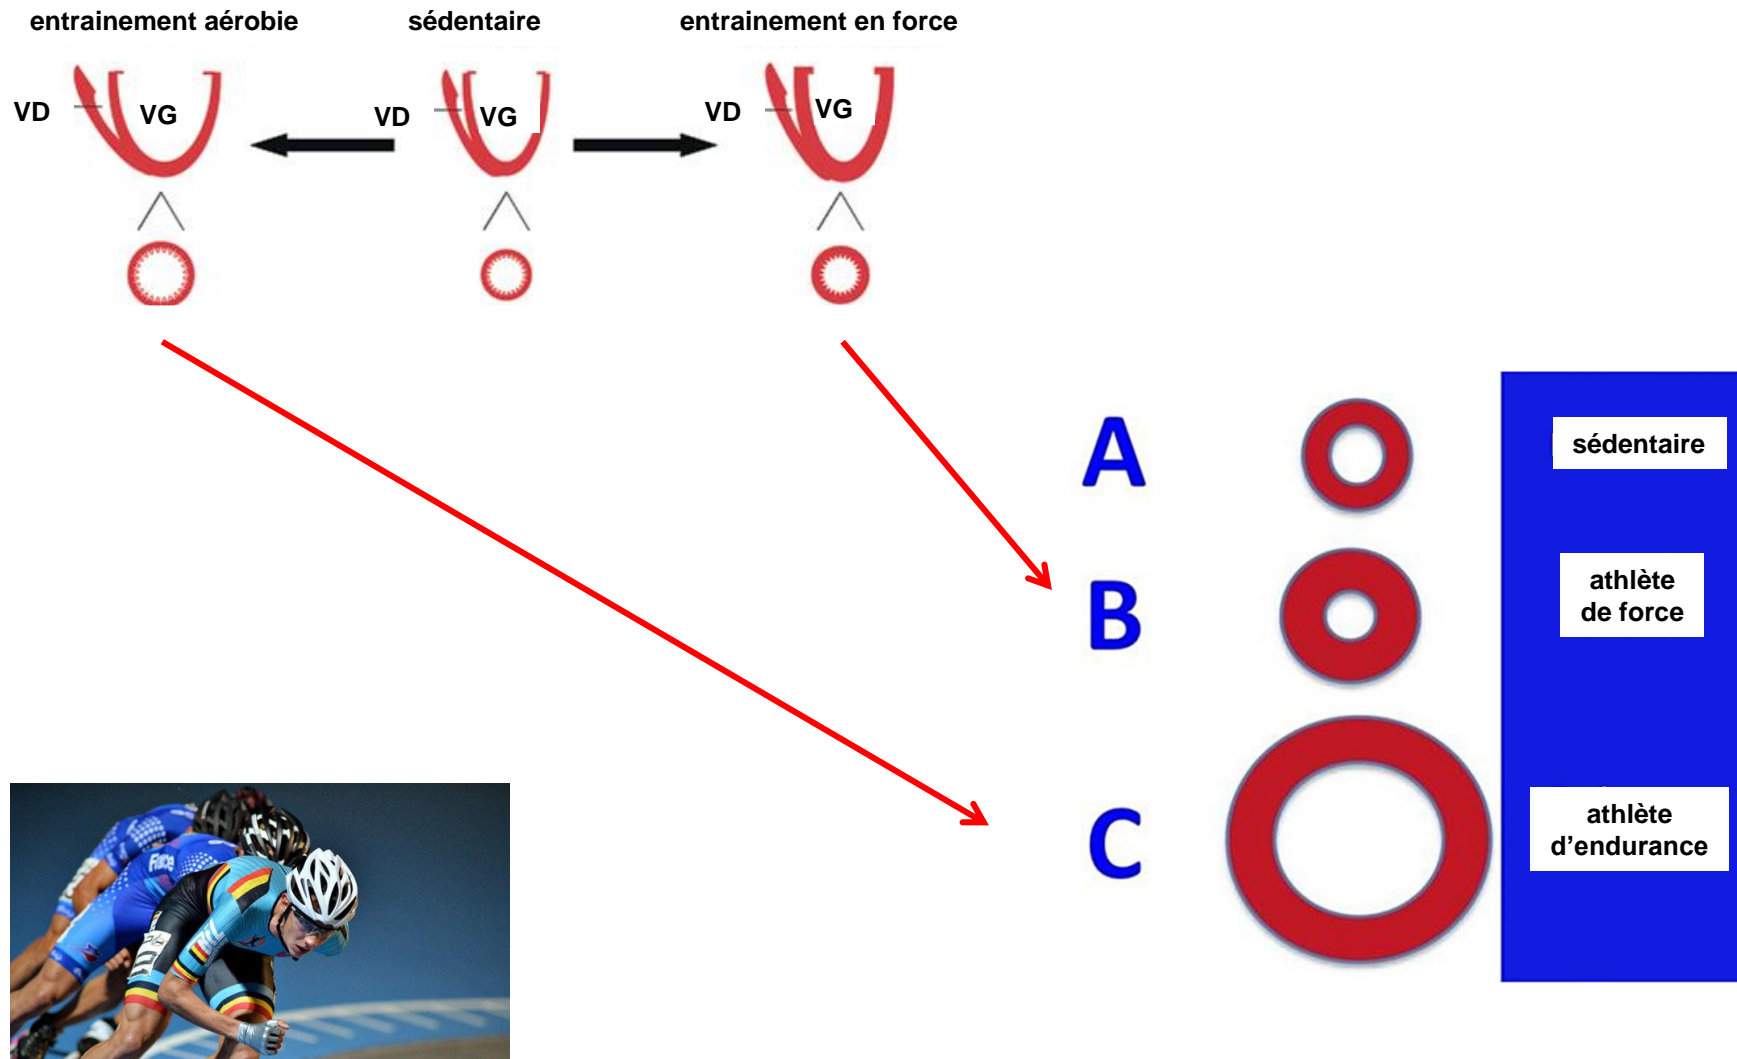 entrainement aérobie
sédentaire
entrainement en force
VD
VG
VD
VG
VD
VG
A
sédentaire
B
athlète
de force
C
athlète
d'endurance